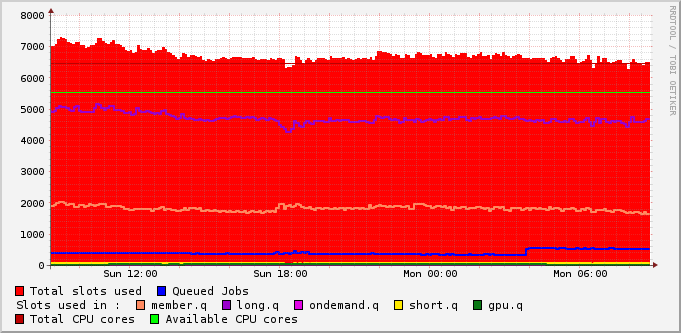 8000
7000
6000
5000
4000
3000
2000
1000
0
Sun 12:00 Sun 18:00 Mon 00:00 Mon 06:00
RRDTOOL / TOBI OETIKER
Total slots used Queued Jobs
Slots used in : member.q long.q ondemand.q short.q gpu.q
Total CPU cores Available CPU cores